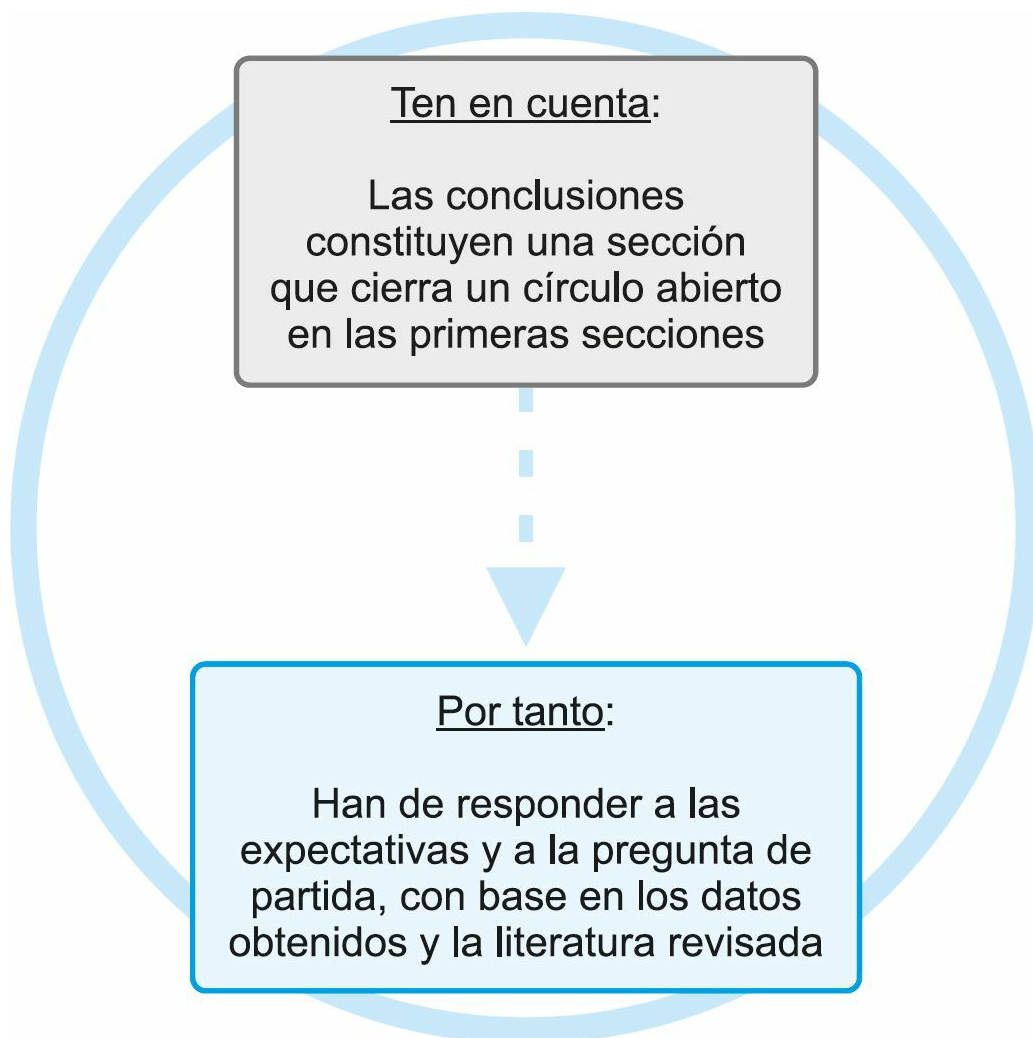 Ten en cuenta:
Las conclusiones
constituyen una sección
que cierra un círculo abierto
en las primeras secciones
Por tanto:
Han de responder a las
expectativas y a la pregunta de
partida, con base en los datos
obtenidos y la literatura revisada